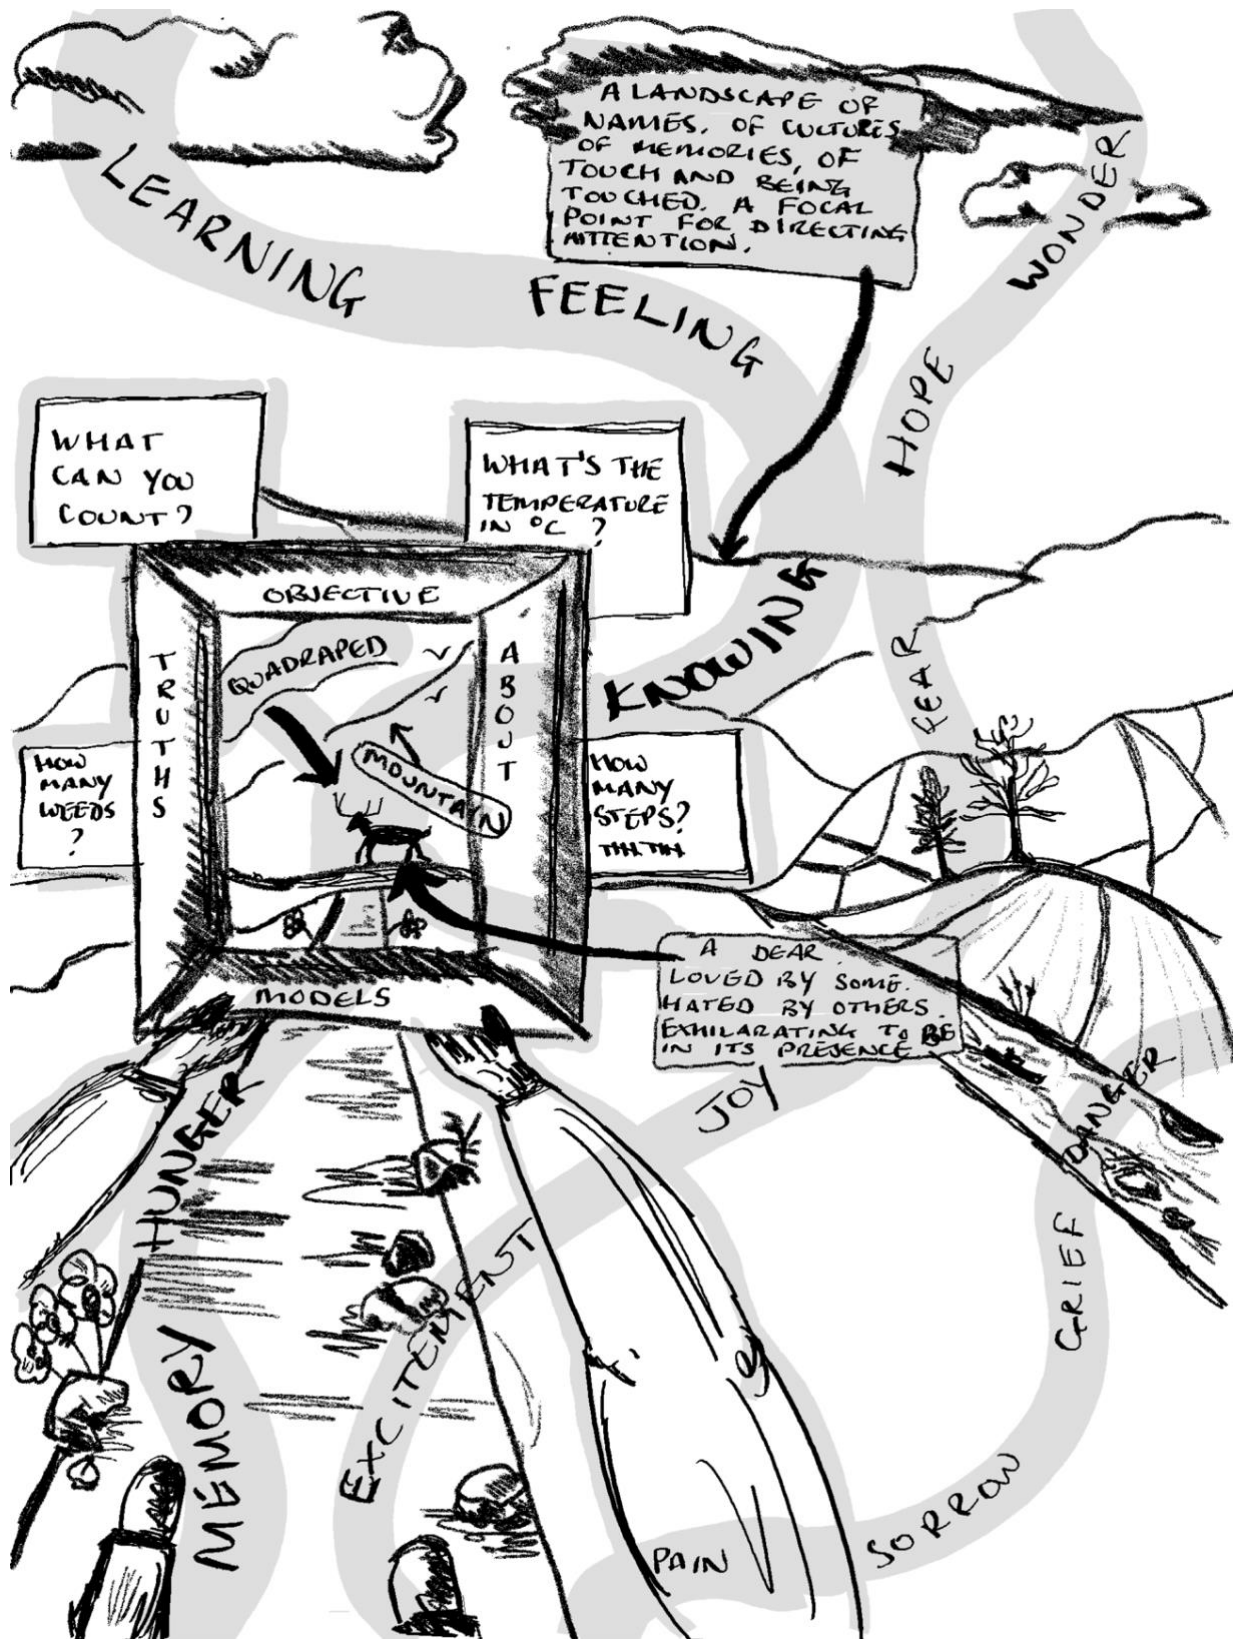 A LANDSCAPE OF
NAMES. OF CULTURES
OF MEMORIES, OF
TOUCH AND BEING
TOUCHED. A FOCAL
POINT FOR DIRECTING
ATTENTION.
LEARNING
FEELING
WONDER
HOPE
WHAT
CAN YOU
COUNT?
WHAT'S THE
TEMPERATURE
IN °C ?
KNOWING
FEAR
OBJECTIVE
TRUTHS
ABOUT
MODELS
QUADRAPED
MOUNTAIN
HOW
MANY
WEEDS
?
HOW
MANY
STEPS?
A DEAR
LOVED BY SOME.
HATED BY OTHERS.
EXHILARATING TO BE
IN ITS PRESENCE
JOY
DANGER
HUNGER
GRIEF
EXCITEMENT
MEMORY
SORROW
PAIN